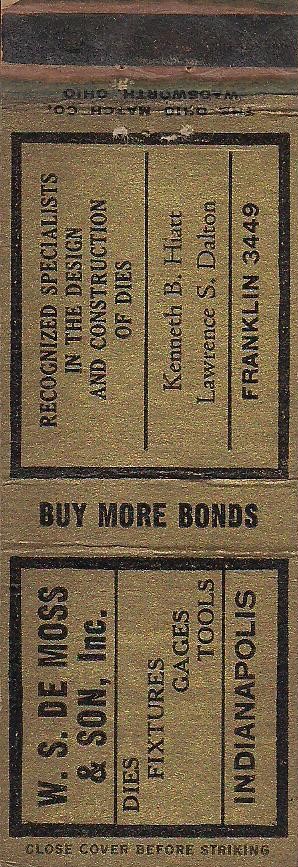 THE OHIO MATCH CO.
WADSWORTH, OHIO
RECOGNIZED SPECIALISTS
IN THE DESIGN
AND CONSTRUCTION
OF DIES
Kenneth B. Hiatt
Lawrence S. Dalton
FRANKLIN 3449
BUY MORE BONDS
W. S. DE MOSS
& SON, Inc.
DIES
FIXTURES
GAGES
TOOLS
INDIANAPOLIS
CLOSE COVER BEFORE STRIKING